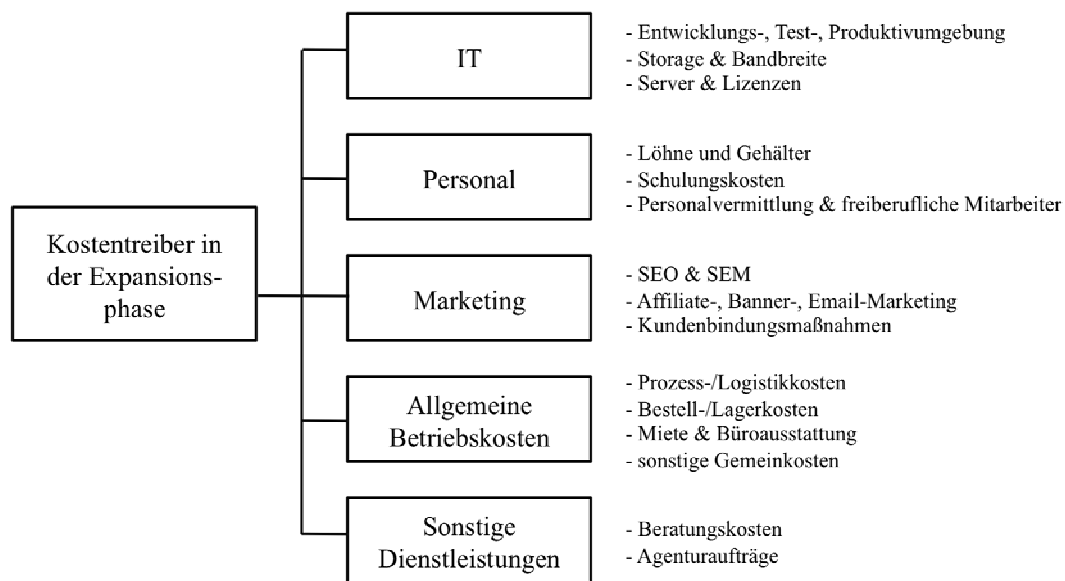 Kostentreiber in
der Expansions-
phase
IT
- Entwicklungs-, Test-, Produktivumgebung
- Storage & Bandbreite
- Server & Lizenzen
Personal
- Löhne und Gehälter
- Schulungskosten
- Personalvermittlung & freiberufliche Mitarbeiter
Marketing
- SEO & SEM
- Affiliate-, Banner-, Email-Marketing
- Kundenbindungsmaßnahmen
Allgemeine
Betriebskosten
- Prozess-/Logistikkosten
- Bestell-/Lagerkosten
- Miete & Büroausstattung
- sonstige Gemeinkosten
Sonstige
Dienstleistungen
- Beratungskosten
- Agenturaufträge